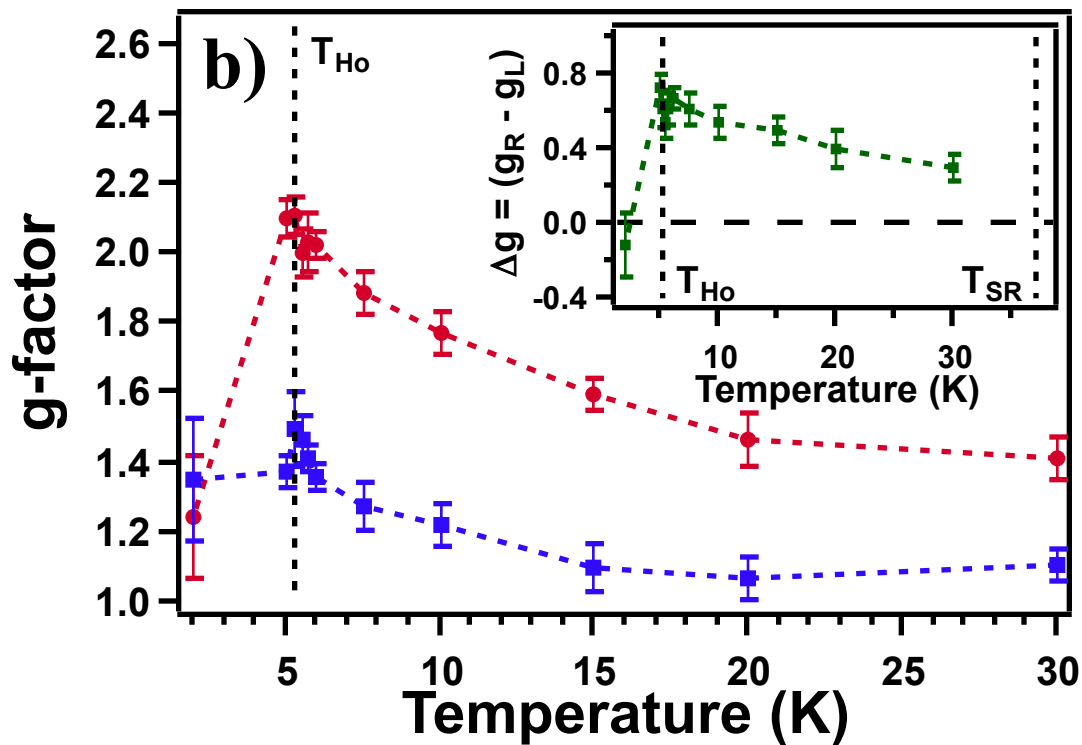 b)
T_Ho
2.6
2.4
2.2
2.0
1.8
1.6
1.4
1.2
1.0
g-factor
5
10
15
20
25
30
Temperature (K)
0.8
0.4
0.0
-0.4
Δg = (g_R - g_L)
T_Ho
T_SR
10
20
30
Temperature (K)